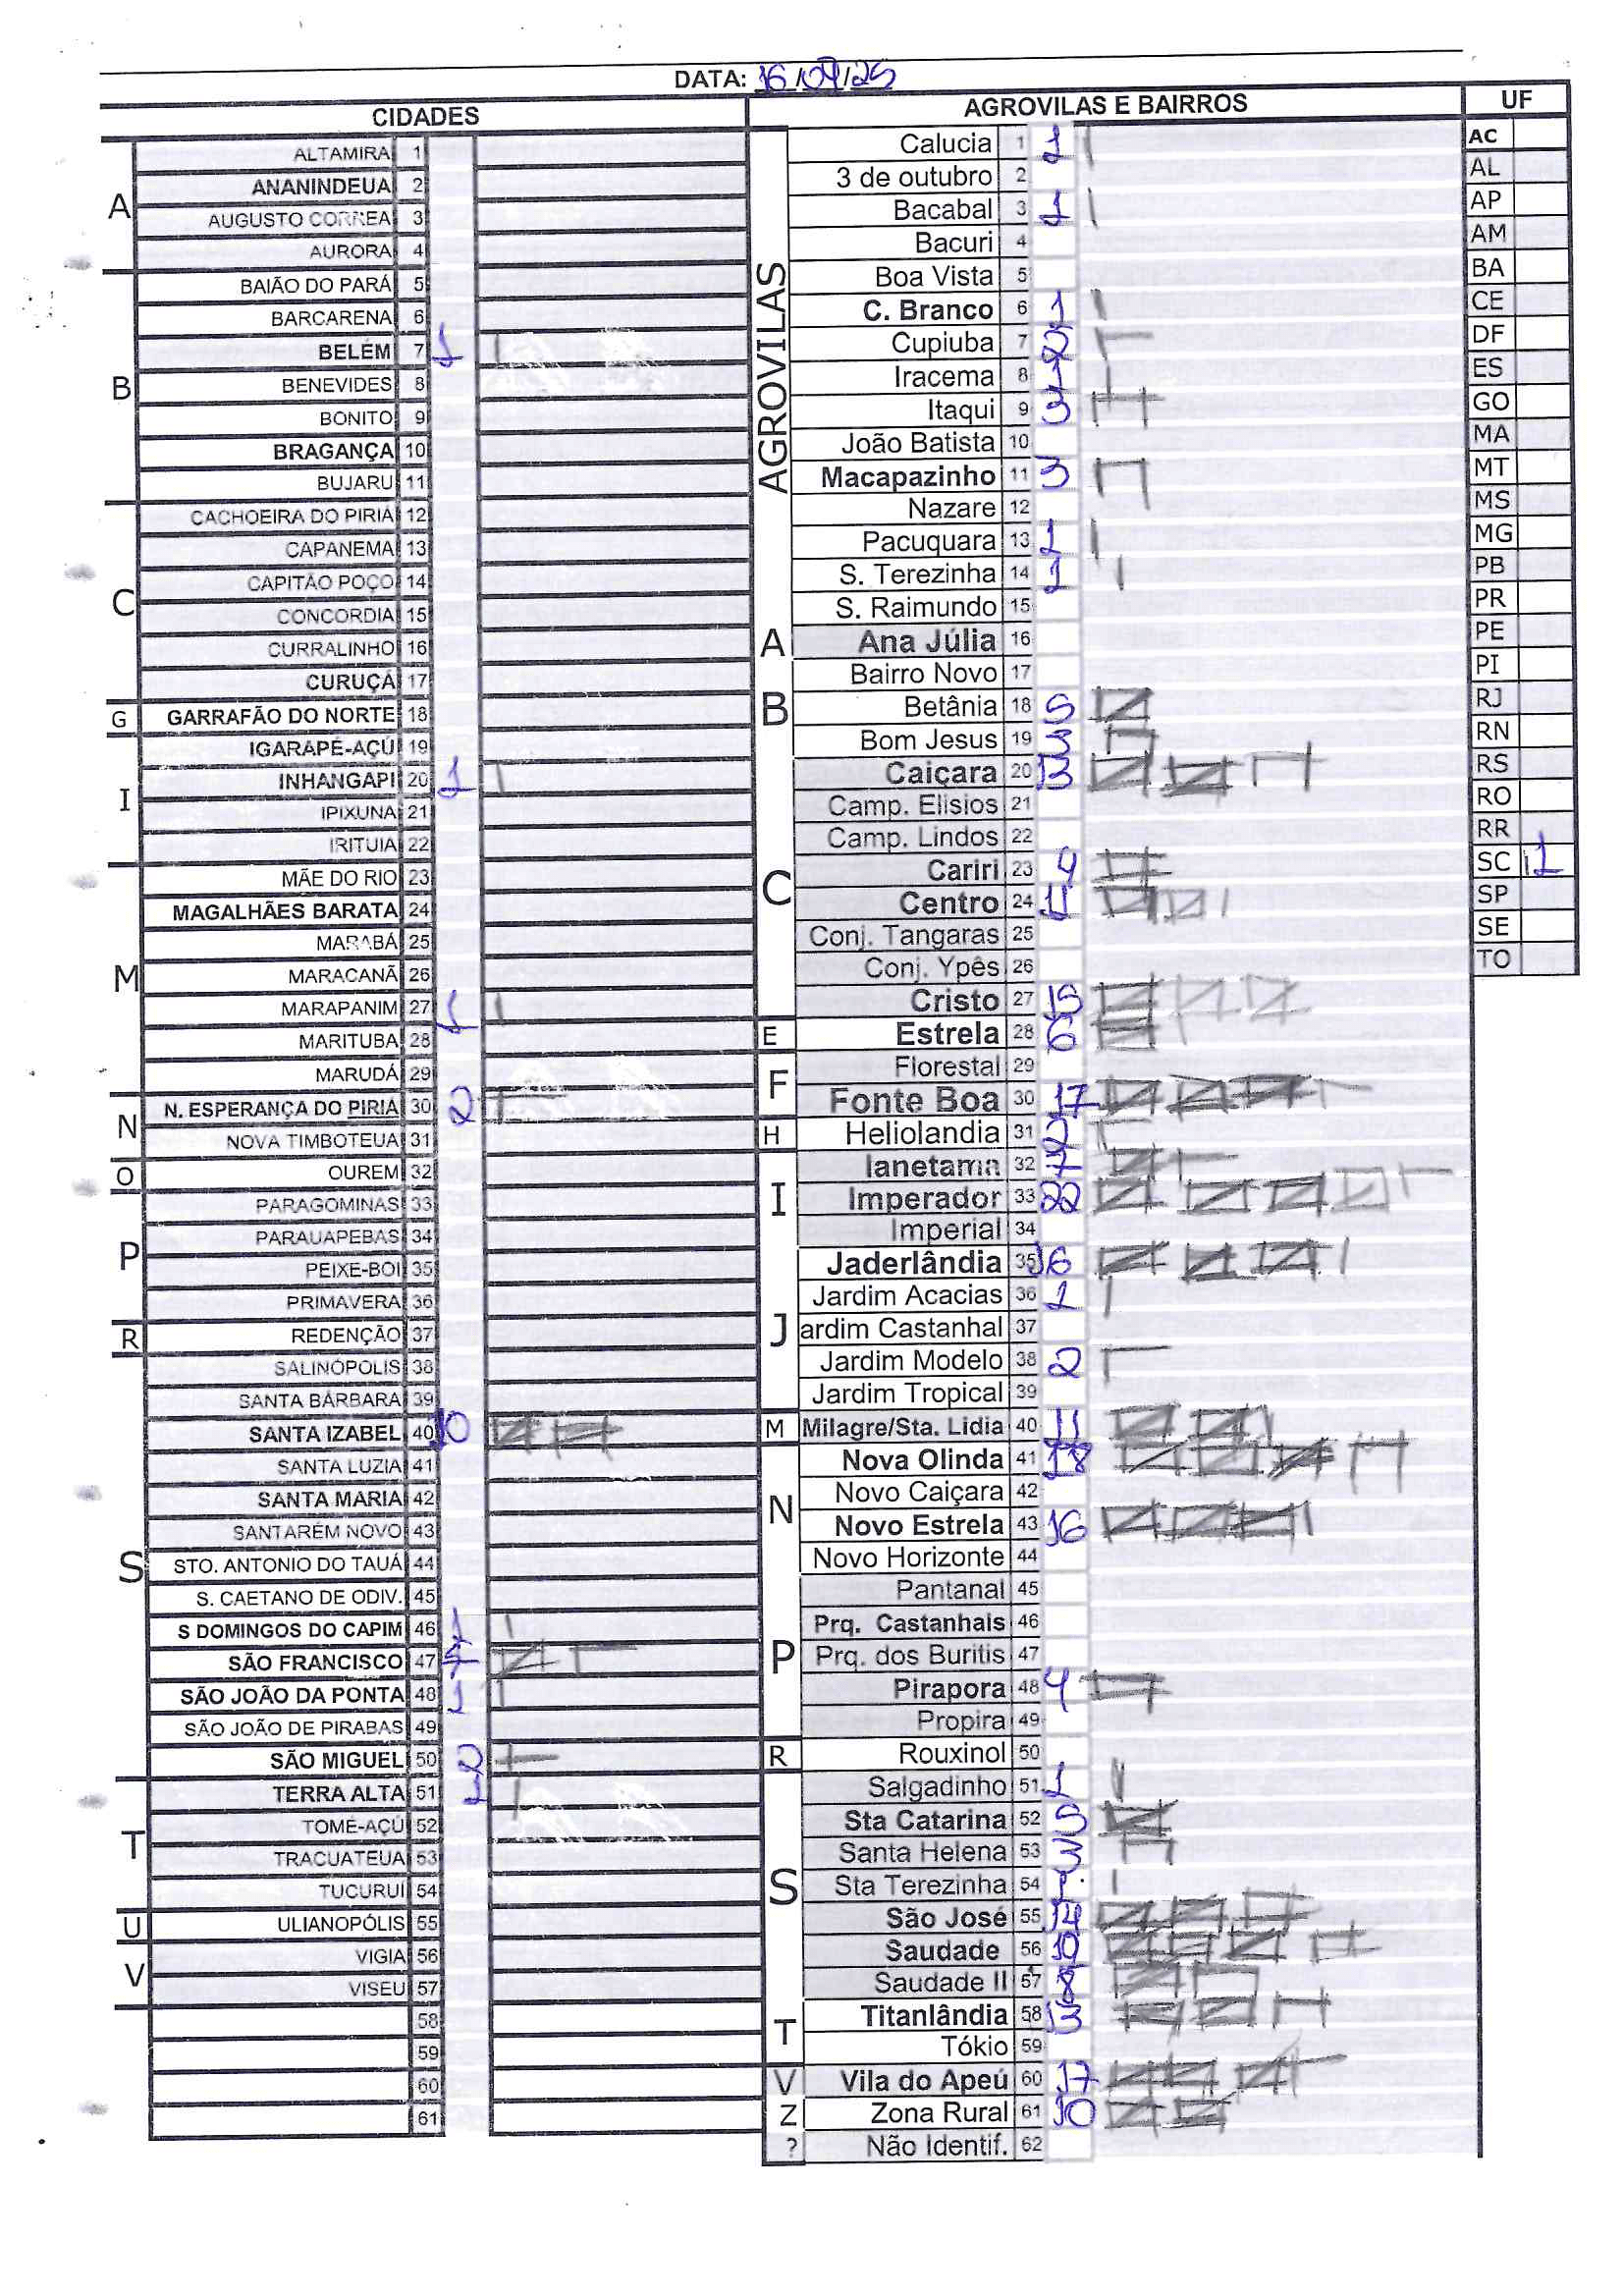 DATA: 16/09/25
CIDADES
A
ALTAMIRA 1
ANANINDEUA 2
AUGUSTO CORREA 3
AURORA 4
B
BAIÃO DO PARÁ 5
BARCARENA 6
BELÉM 7 1
BENEVIDES 8
BONITO 9
BRAGANÇA 10
BUJARU 11
C
CACHOEIRA DO PIRIÁ 12
CAPANEMA 13
CAPITÃO POÇO 14
CONCORDIA 15
CURRALINHO 16
CURUÇÁ 17
G
GARRAFÃO DO NORTE 18
I
IGARAPÉ-AÇÚ 19
INHANGAPI 20 1
IPIXUNA 21
IRITUIA 22
M
MÃE DO RIO 23
MAGALHÃES BARATA 24
MARABÁ 25
MARACANÃ 26
MARAPANIM 27 1
MARITUBA 28
MARUDÁ 29
N
N. ESPERANÇA DO PIRIÁ 30 2
NOVA TIMBOTEUA 31
O
OUREM 32
P
PARAGOMINAS 33
PARAUAPEBAS 34
PEIXE-BOI 35
PRIMAVERA 36
R
REDENÇÃO 37
S
SALINÓPOLIS 38
SANTA BÁRBARA 39
SANTA IZABEL 40 10
SANTA LUZIA 41
SANTA MARIA 42
SANTARÉM NOVO 43
STO. ANTONIO DO TAUÁ 44
S. CAETANO DE ODIV. 45
S DOMINGOS DO CAPIM 46 1
SÃO FRANCISCO 47 7
SÃO JOÃO DA PONTA 48 1
SÃO JOÃO DE PIRABAS 49
SÃO MIGUEL 50 2
T
TERRA ALTA 51 1
TOMÉ-AÇÚ 52
TRACUATEUA 53
TUCURUÍ 54
U
ULIANOPÓLIS 55
V
VIGIA 56
VISEU 57
58
59
60
61
AGROVILAS E BAIRROS
AGROVILAS
Calucia 1 1
3 de outubro 2
Bacabal 3 1
Bacuri 4
Boa Vista 5
C. Branco 6 1
Cupiuba 7 2
Iracema 8 1
Itaqui 9 3
João Batista 10
Macapazinho 11 3
Nazare 12
Pacuquara 13 1
S. Terezinha 14 1
S. Raimundo 15
A
Ana Júlia 16
B
Bairro Novo 17
Betânia 18 5
Bom Jesus 19 3
C
Caiçara 20 13
Camp. Elisios 21
Camp. Lindos 22
Cariri 23 4
Centro 24 11
Conj. Tangaras 25
Conj. Ypês 26
Cristo 27 15
E
Estrela 28 6
F
Florestal 29
Fonte Boa 30 17
H
Heliolandia 31 2
I
Ianetama 32 7
Imperador 33 22
Imperial 34
J
Jaderlândia 35 16
Jardim Acacias 36 1
ardim Castanhal 37
Jardim Modelo 38 2
Jardim Tropical 39
M
Milagre/Sta. Lidia 40 11
N
Nova Olinda 41 18
Novo Caiçara 42
Novo Estrela 43 16
Novo Horizonte 44
P
Pantanal 45
Prq. Castanhais 46
Prq. dos Buritis 47
Pirapora 48 4
Propira 49
R
Rouxinol 50
S
Salgadinho 51 1
Sta Catarina 52 5
Santa Helena 53 3
Sta Terezinha 54 1
São José 55 14
Saudade 56
Saudade II 57 8
T
Titanlândia 58 13
Tókio 59
V
Vila do Apeú 60 17
Z
Zona Rural 61 10
?
Não Identif. 62
UF
AC
AL
AP
AM
BA
CE
DF
ES
GO
MA
MT
MS
MG
PB
PR
PE
PI
RJ
RN
RS
RO
RR
SC 1
SP
SE
TO